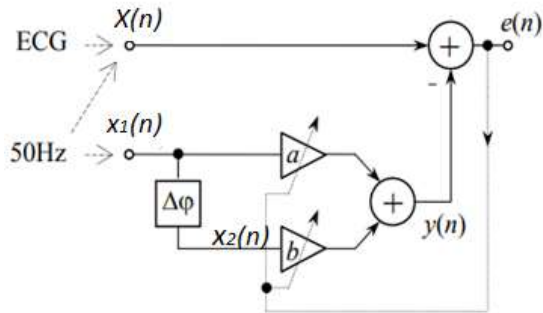 X(n)
e(n)
ECG
+
-
x₁(n)
50Hz
a
Δφ
+
x₂(n)
b
y(n)